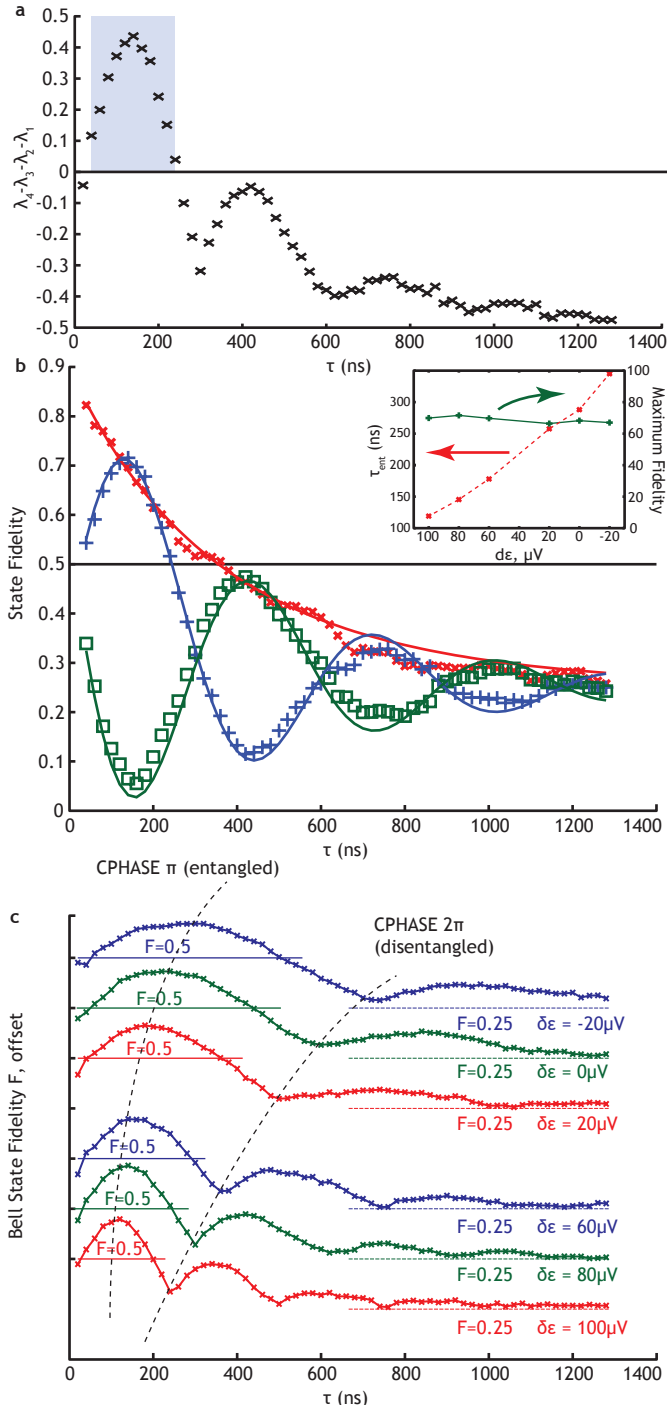 a
0.5
0.4
0.3
0.2
0.1
0
-0.1
-0.2
-0.3
-0.4
-0.5
λ4-λ3-λ2-λ1
0 200 400 600 800 1000 1200 1400
τ (ns)
b
0.9
0.8
0.7
0.6
0.5
0.4
0.3
0.2
0.1
0
State Fidelity
0 200 400 600 800 1000 1200 1400
τ (ns)
300
250
200
150
100
τent (ns)
100
80
60
40
20
0
Maximum Fidelity
100 80 60 20 0 -20
dε, μV
CPHASE π (entangled)
c
CPHASE 2π
(disentangled)
Bell State Fidelity F, offset
F=0.5
F=0.25 δε = -20μV
F=0.5
F=0.25 δε = 0μV
F=0.5
F=0.25 δε = 20μV
F=0.5
F=0.25 δε = 60μV
F=0.5
F=0.25 δε = 80μV
F=0.5
F=0.25 δε = 100μV
0 200 400 600 800 1000 1200 1400
τ (ns)